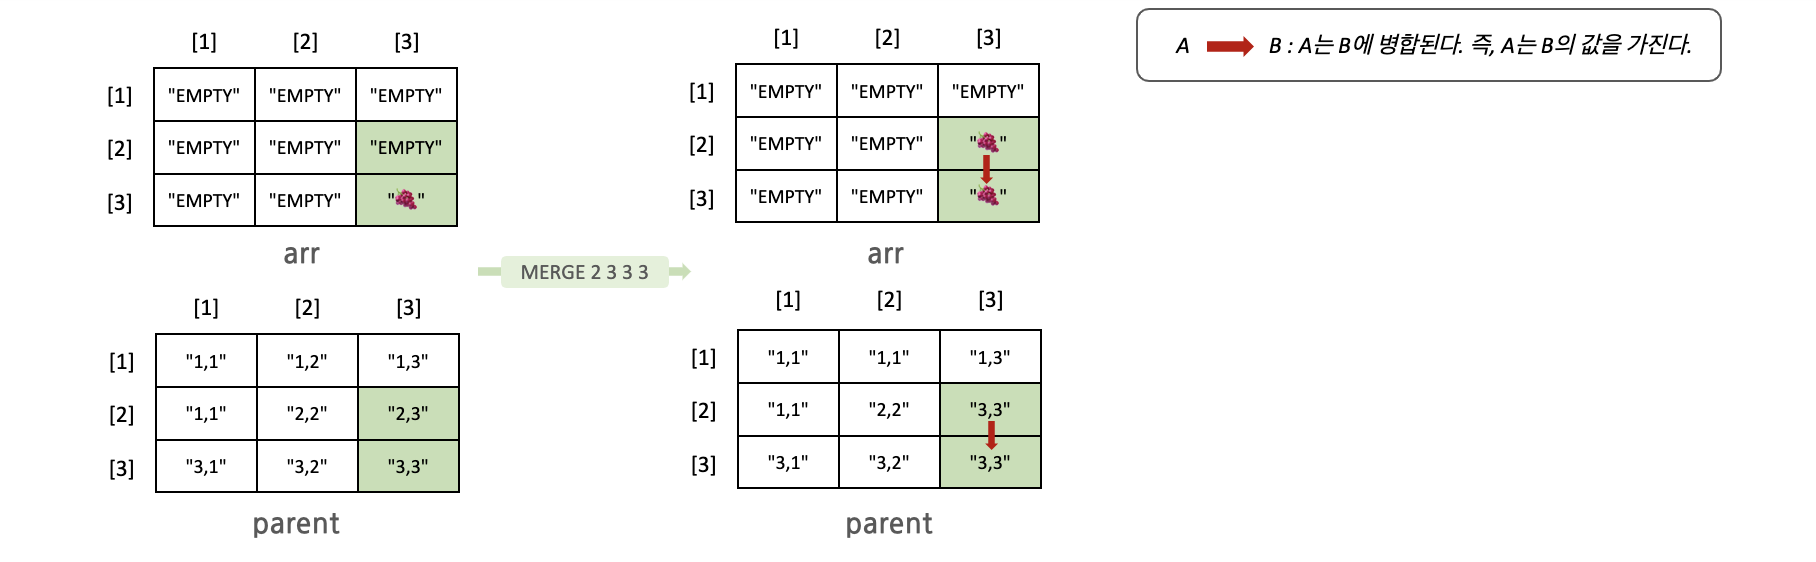 [1] [2] [3]
[1] "EMPTY" "EMPTY" "EMPTY"
[2] "EMPTY" "EMPTY" "EMPTY"
[3] "EMPTY" "EMPTY" "🍇"
arr
[1] [2] [3]
[1] "1,1" "1,2" "1,3"
[2] "1,1" "2,2" "2,3"
[3] "3,1" "3,2" "3,3"
parent
MERGE 2 3 3 3
[1] [2] [3]
[1] "EMPTY" "EMPTY" "EMPTY"
[2] "EMPTY" "EMPTY" "🍇"
[3] "EMPTY" "EMPTY" "🍇"
arr
[1] [2] [3]
[1] "1,1" "1,1" "1,3"
[2] "1,1" "2,2" "3,3"
[3] "3,1" "3,2" "3,3"
parent
A → B : A는 B에 병합된다. 즉, A는 B의 값을 가진다.